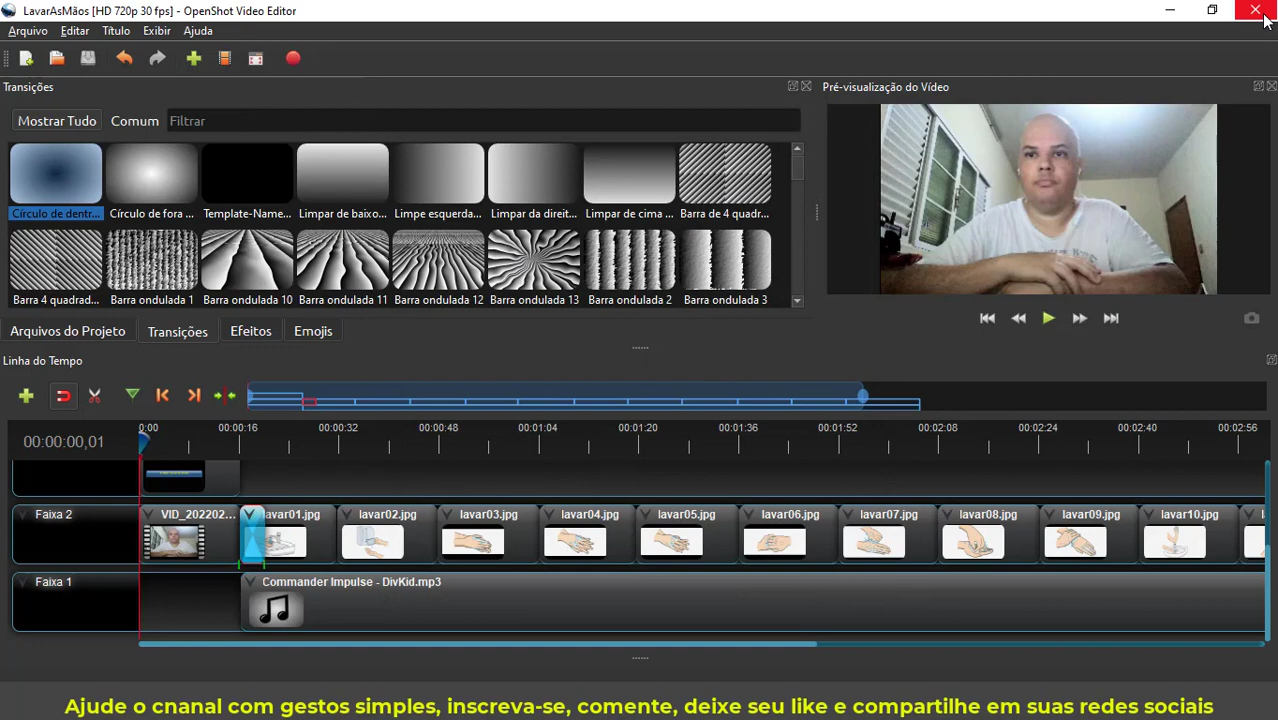 LavarAsMãos [HD 720p 30 fps] - OpenShot Video Editor
Arquivo Editar Título Exibir Ajuda
Transições
Pré-visualização do Vídeo
Mostrar Tudo Comum Filtrar
Círculo de dentr... Círculo de fora ... Template-Name... Limpar de baixo... Limpe esquerda... Limpar da direit... Limpar de cima ... Barra de 4 quadr...
Barra 4 quadrad... Barra ondulada 1 Barra ondulada 10 Barra ondulada 11 Barra ondulada 12 Barra ondulada 13 Barra ondulada 2 Barra ondulada 3
Arquivos do Projeto Transições Efeitos Emojis
Linha do Tempo
00:00:00,01
0:00 00:00:16 00:00:32 00:00:48 00:01:04 00:01:20 00:01:36 00:01:52 00:02:08 00:02:24 00:02:40 00:02:56
Faixa 2 VID_202202... lavar01.jpg lavar02.jpg lavar03.jpg lavar04.jpg lavar05.jpg lavar06.jpg lavar07.jpg lavar08.jpg lavar09.jpg lavar10.jpg
Faixa 1 Commander Impulse - DivKid.mp3
Ajude o cnanal com gestos simples, inscreva-se, comente, deixe seu like e compartilhe em suas redes sociais